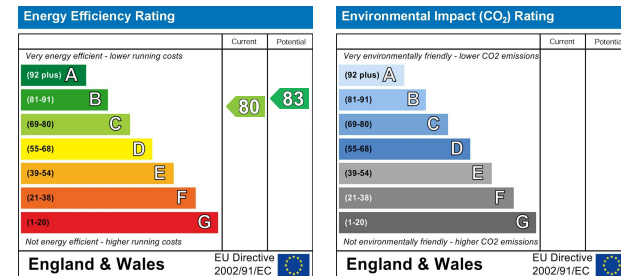 Energy Efficiency Rating
Current Potential
Very energy efficient - lower running costs
(92 plus) A
(81-91) B
(69-80) C
(55-68) D
(39-54) E
(21-38) F
(1-20) G
80
83
Not energy efficient - higher running costs
England & Wales
EU Directive
2002/91/EC
Environmental Impact (CO₂) Rating
Current Potentia
Very environmentally friendly - lower CO2 emissions
(92 plus) A
(81-91) B
(69-80) C
(55-68) D
(39-54) E
(21-38) F
(1-20) G
Not environmentally friendly - higher CO2 emissions
England & Wales
EU Directive
2002/91/EC